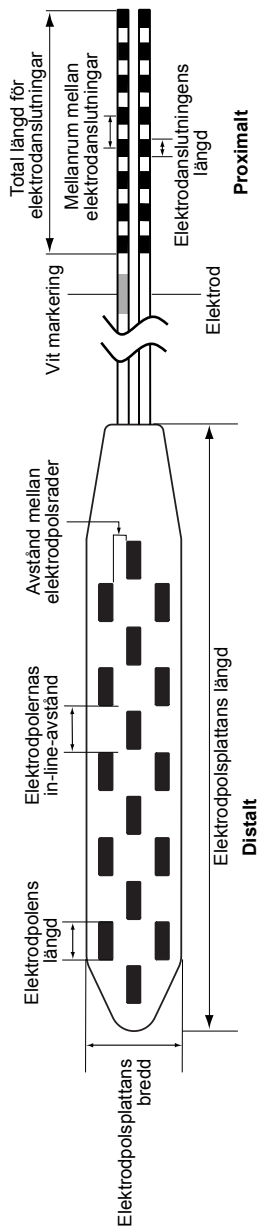 Elektrodpolsplattans
bredd
Elektrodpolens
längd
Elektrodpolernas
in-line-avstånd
Avstånd mellan
elektrodpolsrader
Elektrodpolsplattans längd
Distalt
Vit markering
Elektrod
Total längd för
elektrodanslutningar
Mellanrum mellan
elektrodanslutningar
Elektrodanslutningens
längd
Proximalt